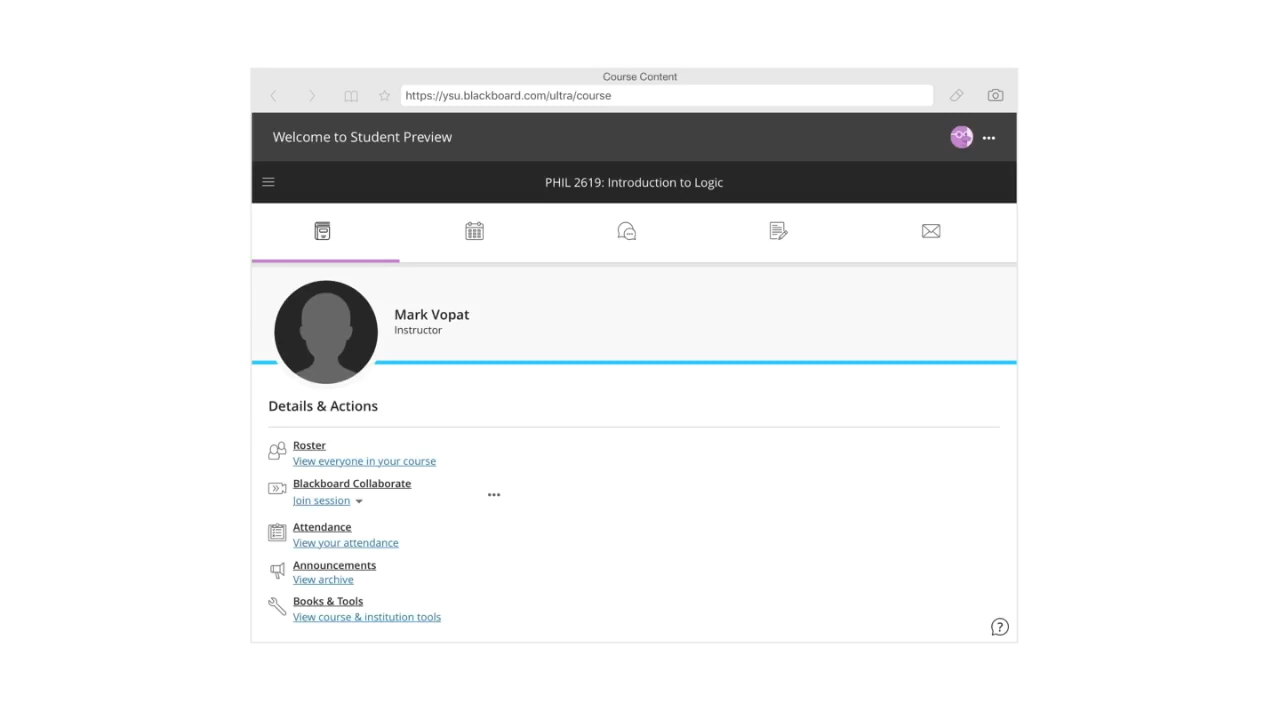 Course Content
https://ysu.blackboard.com/ultra/course
Welcome to Student Preview
PHIL 2619: Introduction to Logic
Mark Vopat
Instructor
Details & Actions
Roster
View everyone in your course
Blackboard Collaborate
Join session
Attendance
View your attendance
Announcements
View archive
Books & Tools
View course & institution tools
?